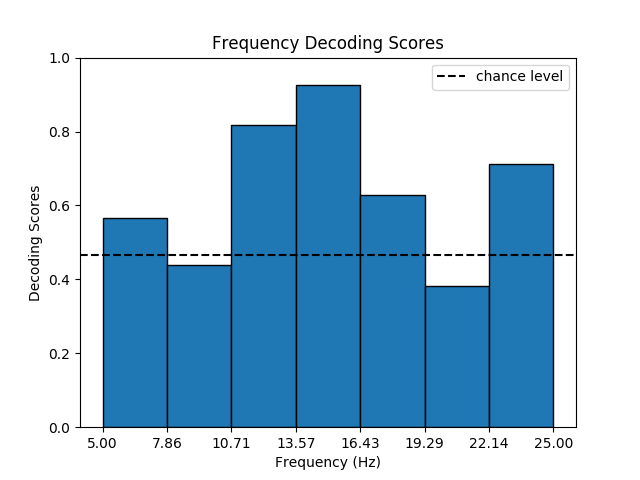 Frequency Decoding Scores
chance level
Decoding Scores
1.0
0.8
0.6
0.4
0.2
0.0
5.00 7.86 10.71 13.57 16.43 19.29 22.14 25.00
Frequency (Hz)